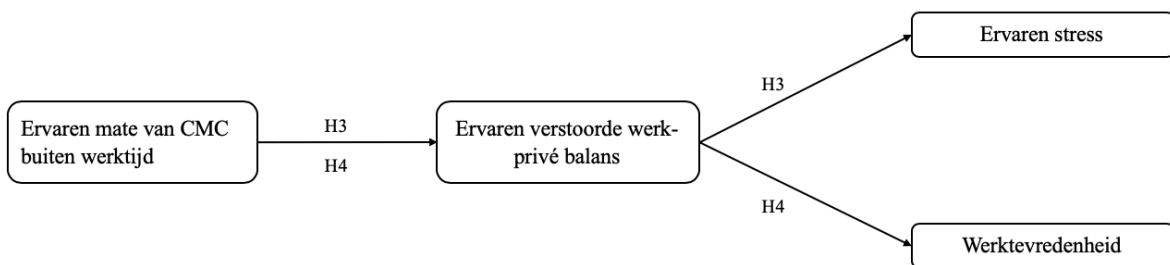 Ervaren mate van CMC
buiten werktijd
H3
H4
Ervaren verstoorde werk-
privé balans
H3
H4
Ervaren stress
Werktevredenheid